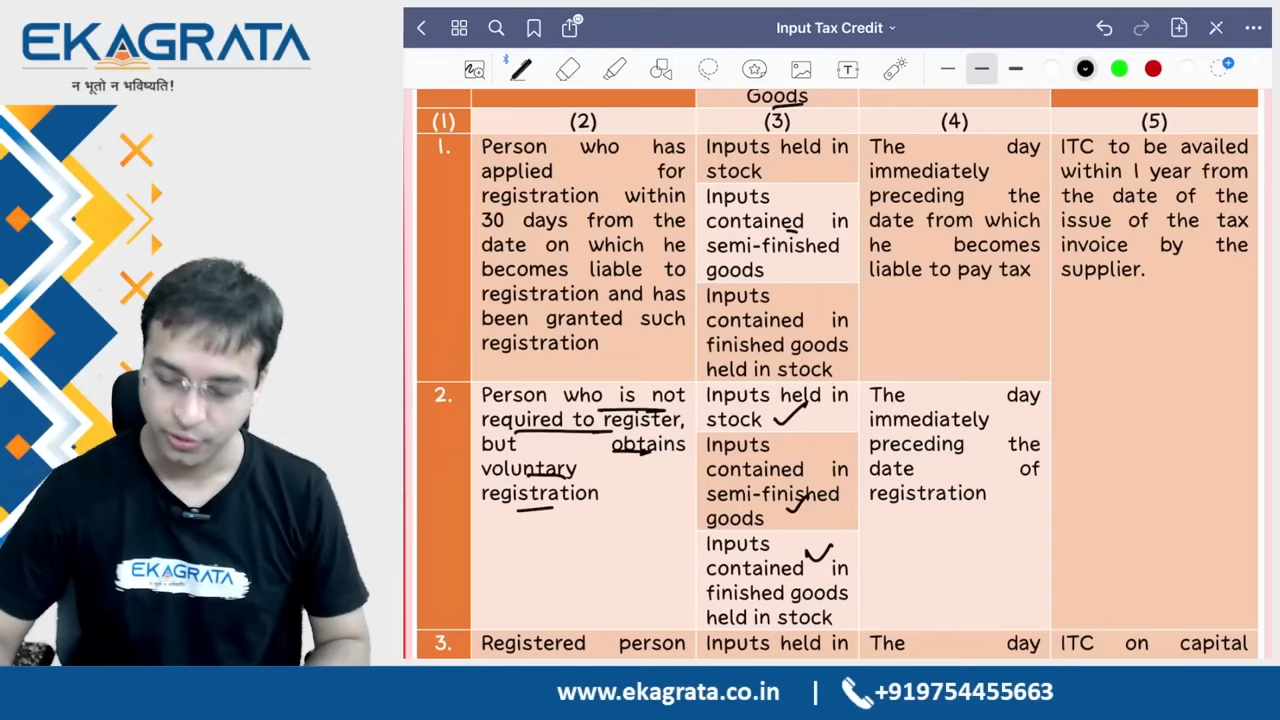 EKAGRATA
न भूतो न भविष्यति!
Input Tax Credit
Goods
(1) (2) (3) (4) (5)
1.
Person who has
applied for
registration within
30 days from the
date on which he
becomes liable to
registration and has
been granted such
registration
Inputs held in
stock
Inputs
contained in
semi-finished
goods
Inputs
contained in
finished goods
held in stock
The day
immediately
preceding the
date from which
he becomes
liable to pay tax
ITC to be availed
within 1 year from
the date of the
issue of the tax
invoice by the
supplier.
2.
Person who is not
required to register,
but obtains
voluntary
registration
Inputs held in
stock
Inputs
contained in
semi-finished
goods
Inputs
contained in
finished goods
held in stock
The day
immediately
preceding the
date of
registration
3.
Registered person
Inputs held in
The day
ITC on capital
EKAGRATA
www.ekagrata.co.in | +919754455663